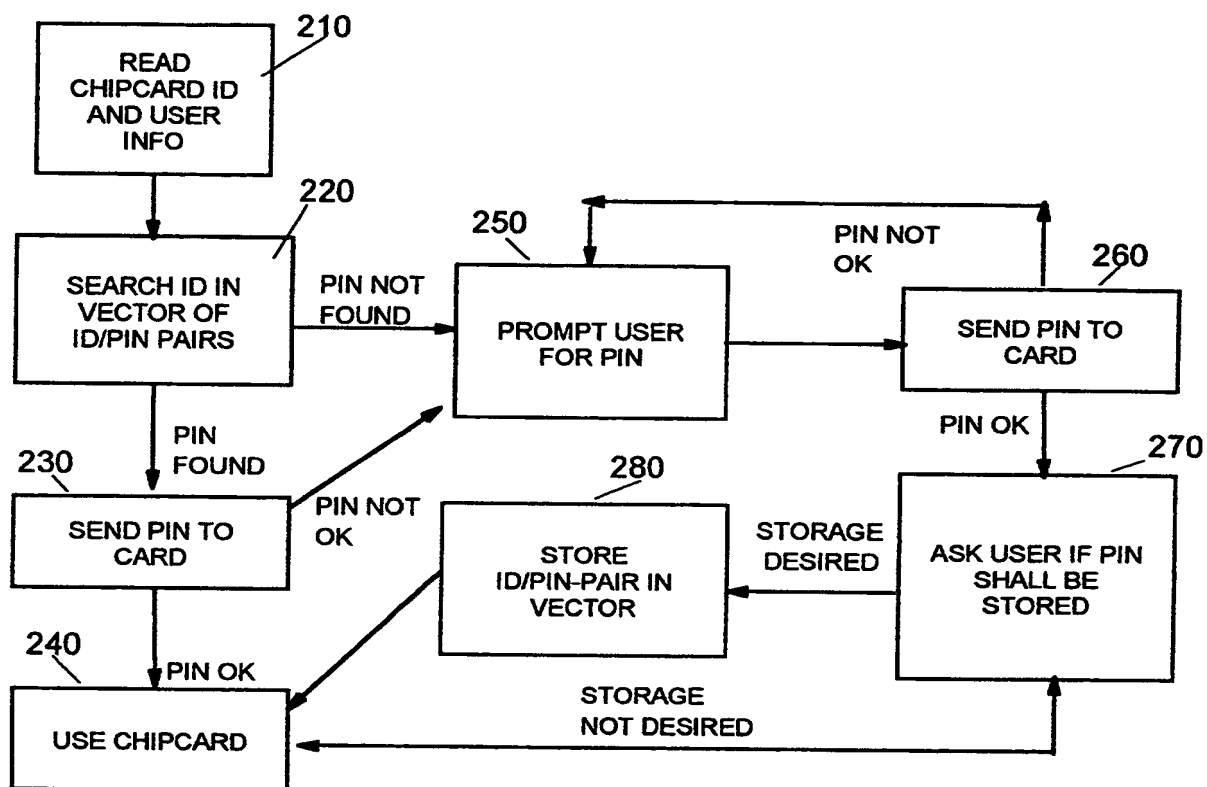 210
READ
CHIPCARD ID
AND USER
INFO
220
SEARCH ID IN
VECTOR OF
ID/PIN PAIRS
PIN NOT
FOUND
250
PROMPT USER
FOR PIN
PIN NOT
OK
260
SEND PIN TO
CARD
PIN FOUND
230
SEND PIN TO
CARD
PIN NOT
OK
PIN OK
270
ASK USER IF PIN
SHALL BE
STORED
STORAGE
DESIRED
280
STORE
ID/PIN-PAIR IN
VECTOR
240
PIN OK
USE CHIPCARD
STORAGE
NOT DESIRED